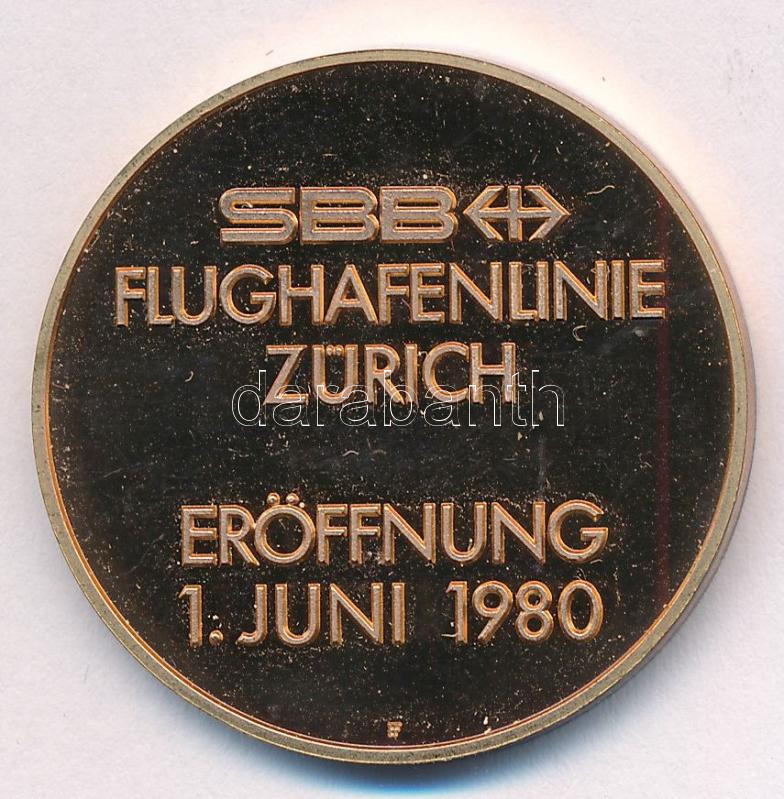 SBB
FLUGHAFENLINIE
ZÜRICH
darabanth
ERÖFFNUNG
1. JUNI 1980